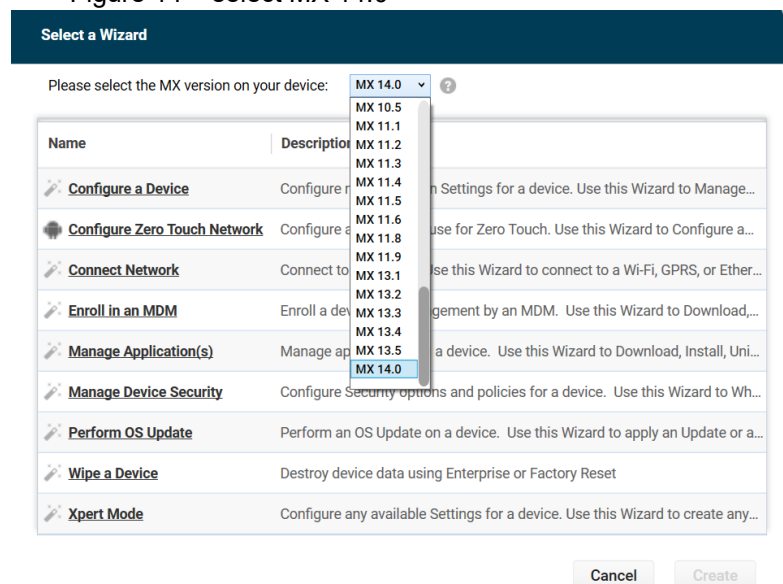 Figure select MX 14.0
Select a Wizard
Please select the MX version on your device: MX 14.0
MX 10.5
MX 11.1
MX 11.2
MX 11.3
MX 11.4
MX 11.5
MX 11.6
MX 11.8
MX 11.9
MX 13.1
MX 13.2
MX 13.3
MX 13.4
MX 13.5
MX 14.0
Name Description
Configure a Device Configure n Settings for a device. Use this Wizard to Manage...
Configure Zero Touch Network Configure a use for Zero Touch. Use this Wizard to Configure a...
Connect Network Connect to Use this Wizard to connect to a Wi-Fi, GPRS, or Ether...
Enroll in an MDM Enroll a dev gement by an MDM. Use this Wizard to Download,...
Manage Application(s) Manage ap a device. Use this Wizard to Download, Install, Uni...
Manage Device Security Configure Security options and policies for a device. Use this Wizard to Wh...
Perform OS Update Perform an OS Update on a device. Use this Wizard to apply an Update or a...
Wipe a Device Destroy device data using Enterprise or Factory Reset
Xpert Mode Configure any available Settings for a device. Use this Wizard to create any...
Cancel Create